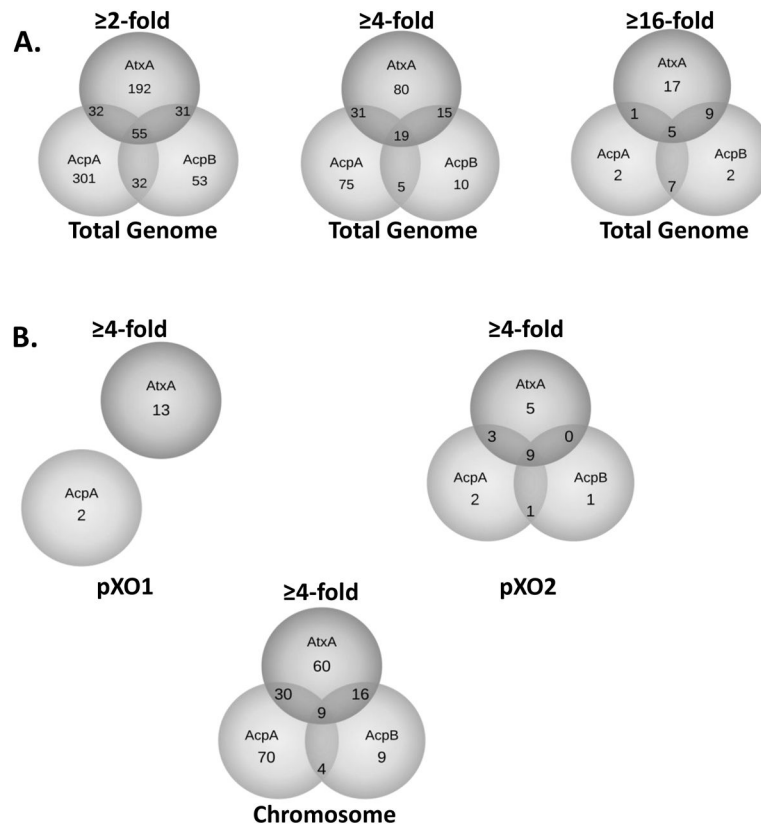 ≥2-fold ≥4-fold ≥16-fold
A.
AtxA AtxA AtxA
192 80 17
32 31 31 15 1 9
55 19 5
AcpA AcpB AcpA AcpB AcpA AcpB
301 32 53 75 5 10 2 7 2
Total Genome Total Genome Total Genome
B.
≥4-fold ≥4-fold
AtxA AtxA
13 5
3 0
9
AcpA AcpA AcpB
2 2 1 1
pXO1 pXO2
≥4-fold
AtxA
60
30 16
9
AcpA AcpB
70 4 9
Chromosome